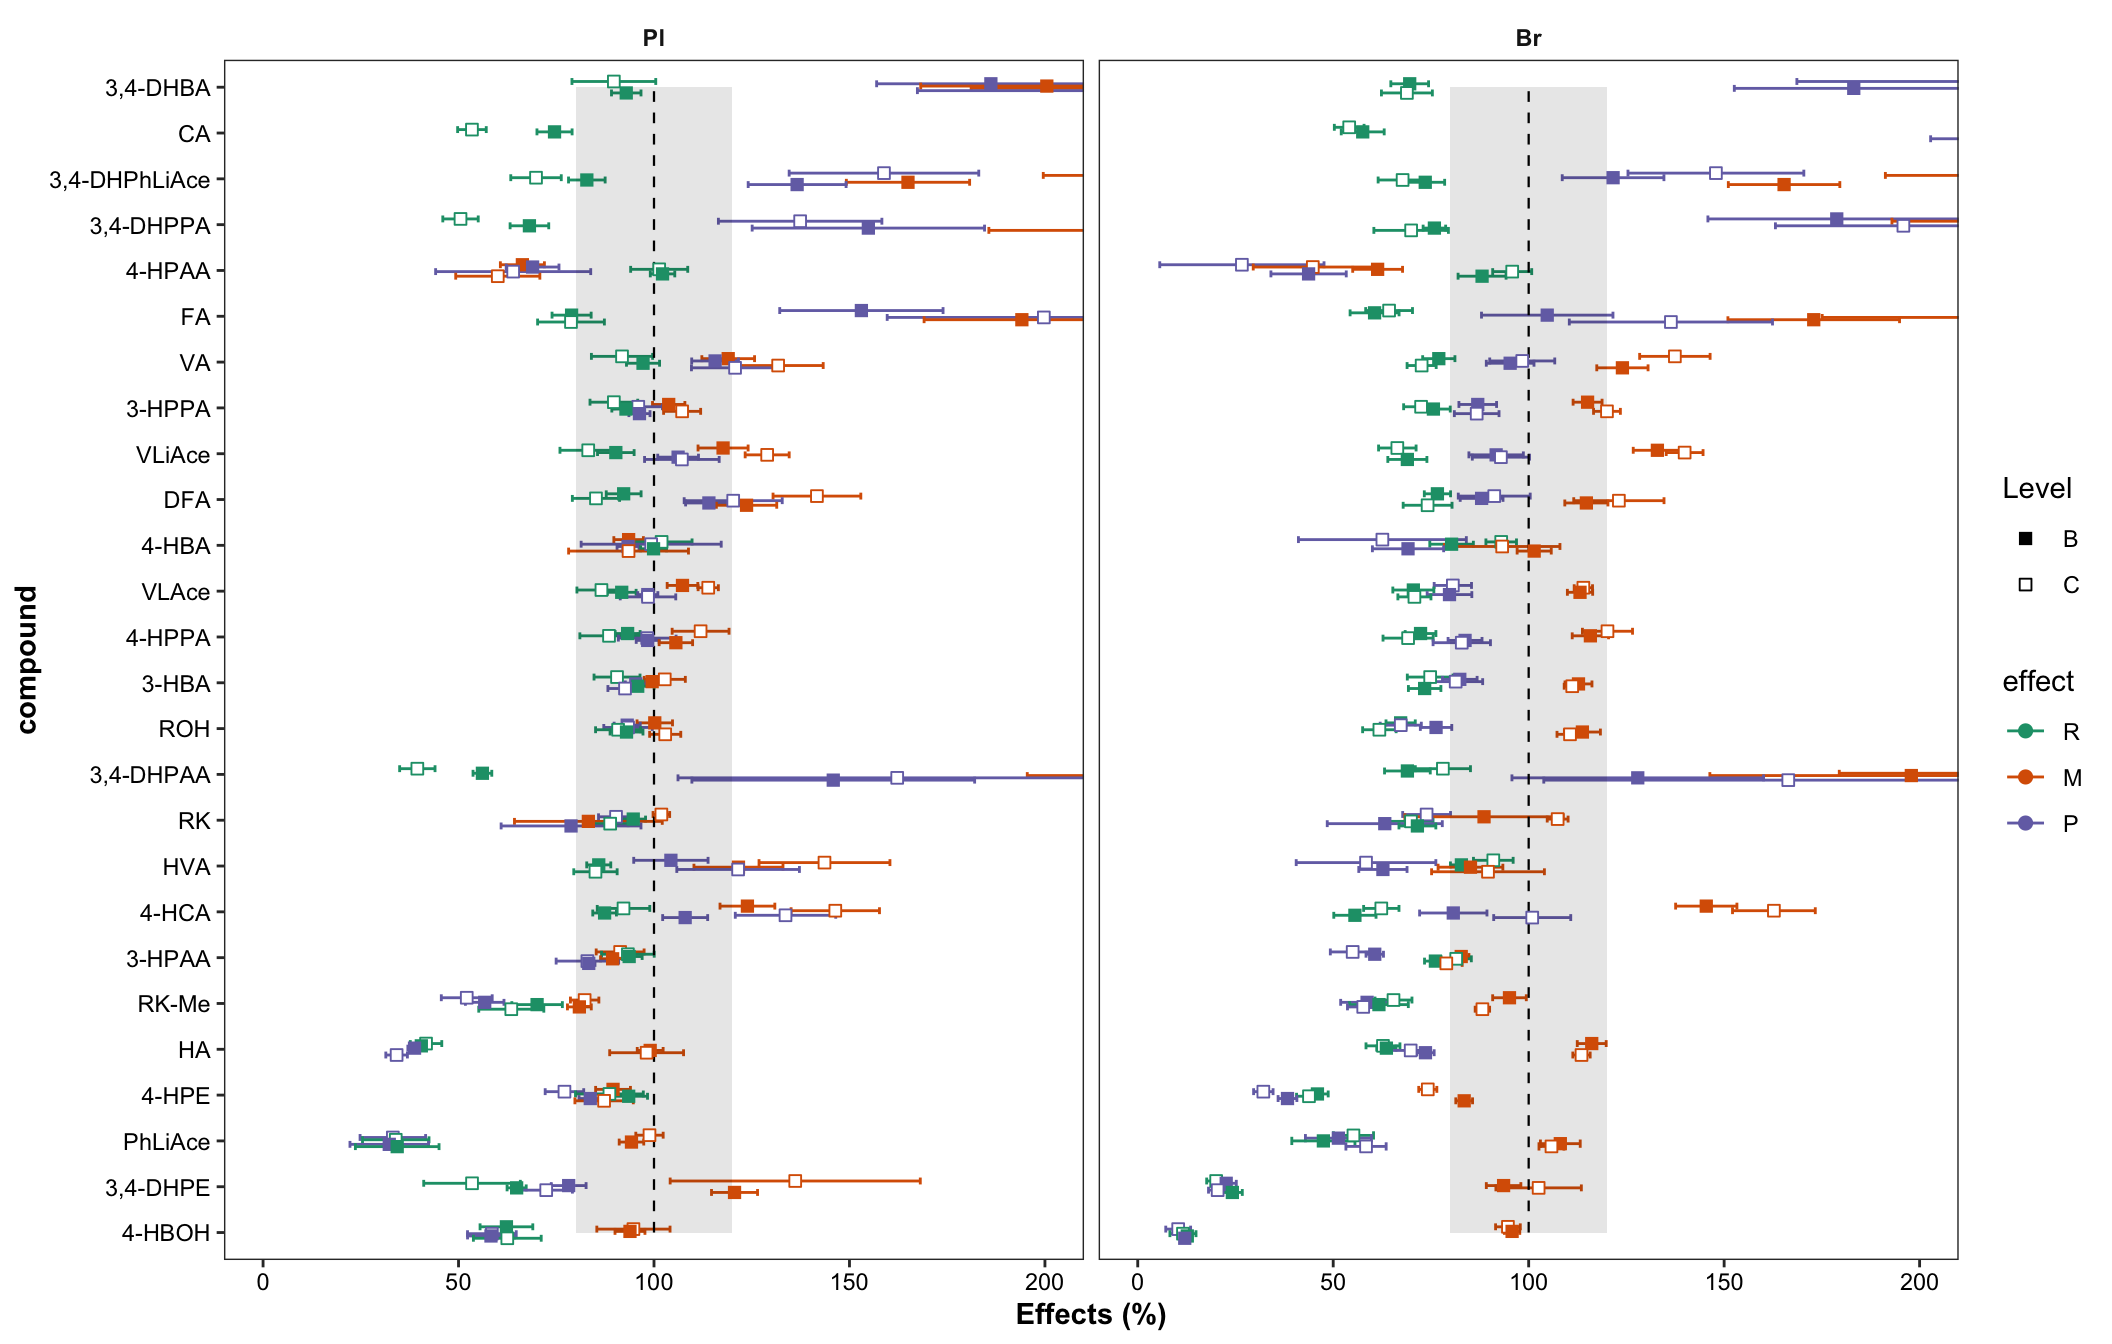 Pl
Br
3,4-DHBA
CA
3,4-DHPhLiAce
3,4-DHPPA
4-HPAA
FA
VA
3-HPPA
VLiAce
DFA
4-HBA
VLAce
4-HPPA
3-HBA
ROH
3,4-DHPAA
RK
HVA
4-HCA
3-HPAA
RK-Me
HA
4-HPE
PhLiAce
3,4-DHPE
4-HBOH
compound
0 50 100 150 200
0 50 100 150 200
Effects (%)
Level
B
C
effect
R
M
P